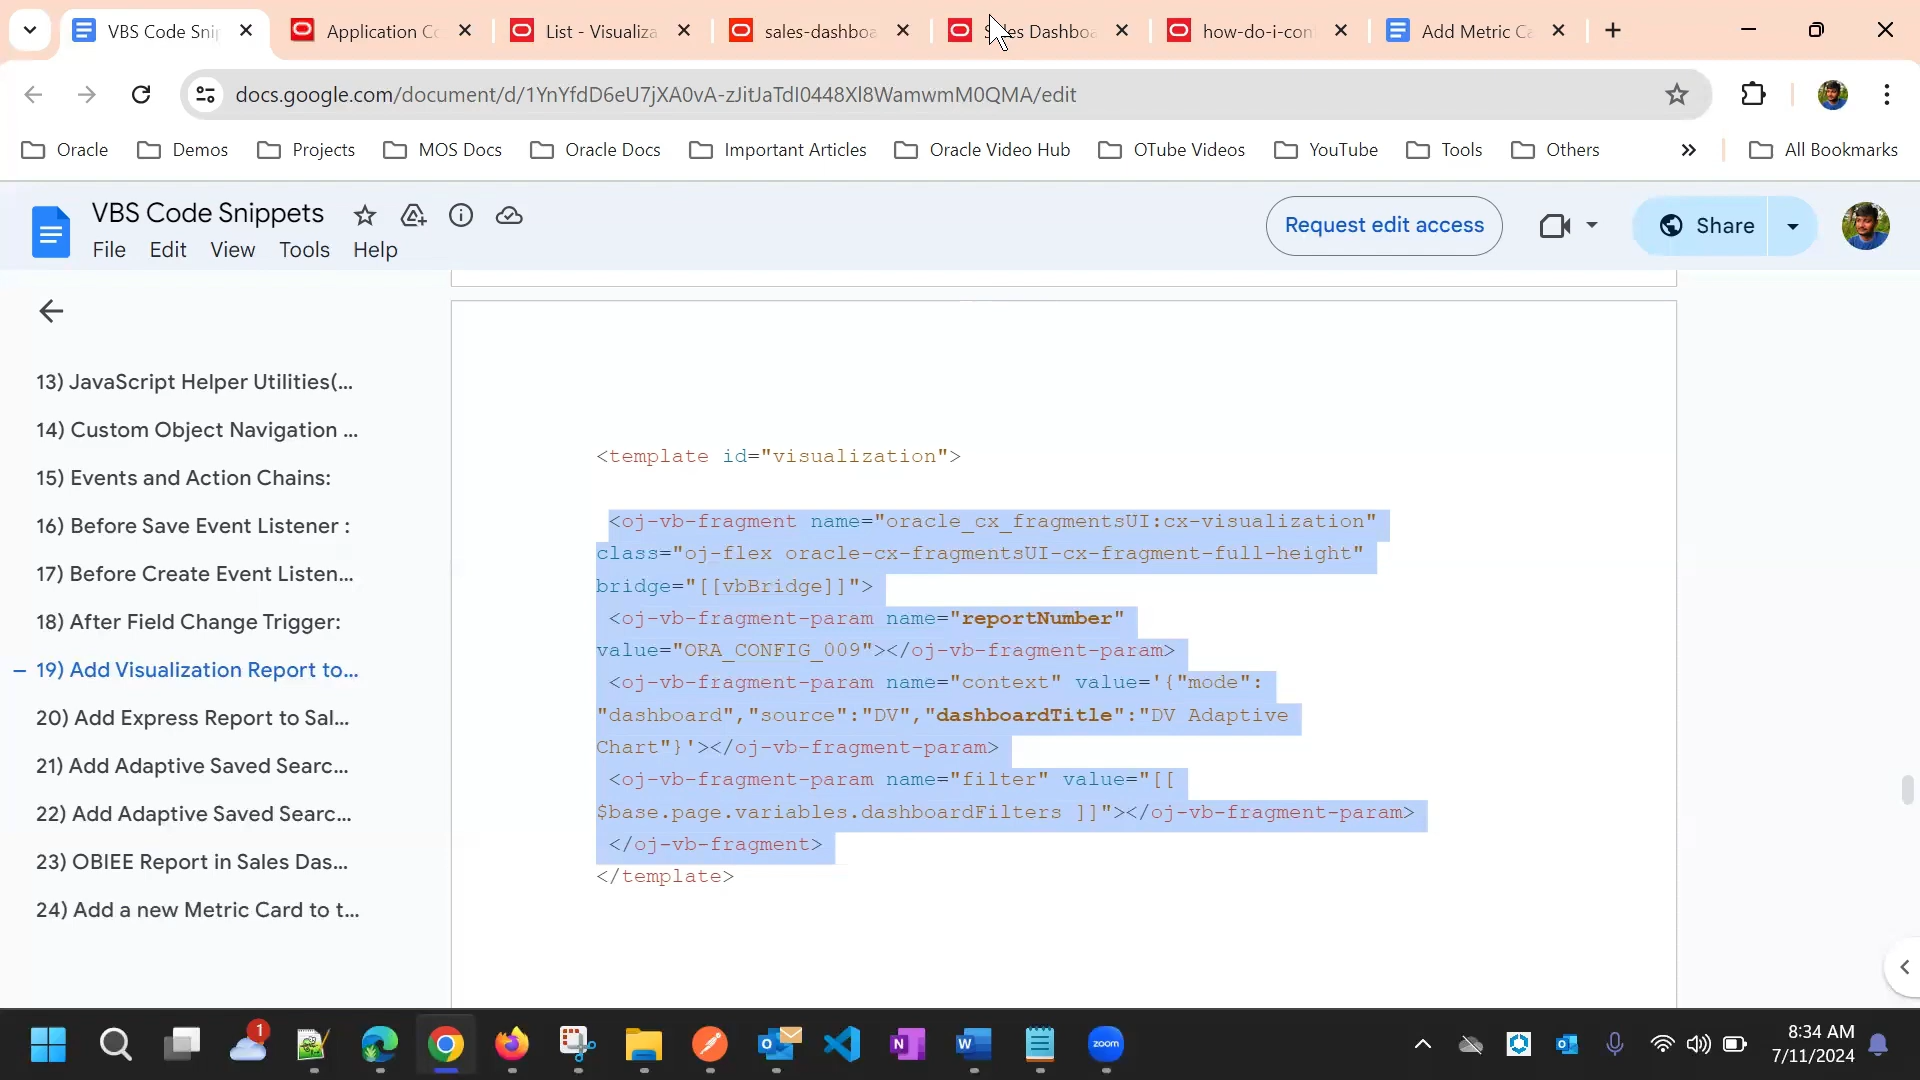 VBS Code Sni
Application Co
List - Visualiza
sales-dashboa
es Dashboa
how-do-i-con
Add Metric Ca
docs.google.com/document/d/1YnYfdD6eU7jXA0vA-zJitJaTdI0448Xl8WamwmM0QMA/edit
Oracle
Demos
Projects
MOS Docs
Oracle Docs
Important Articles
Oracle Video Hub
OTube Videos
YouTube
Tools
Others
All Bookmarks
VBS Code Snippets
File Edit View Tools Help
Request edit access
Share
13) JavaScript Helper Utilities(...
14) Custom Object Navigation ...
15) Events and Action Chains:
16) Before Save Event Listener :
17) Before Create Event Listen...
18) After Field Change Trigger:
19) Add Visualization Report to...
20) Add Express Report to Sal...
21) Add Adaptive Saved Searc...
22) Add Adaptive Saved Searc...
23) OBIEE Report in Sales Das...
24) Add a new Metric Card to t...
<template id="visualization">
<oj-vb-fragment name="oracle_cx_fragmentsUI:cx-visualization"
class="oj-flex oracle-cx-fragmentsUI-cx-fragment-full-height"
bridge="[[vbBridge]]">
<oj-vb-fragment-param name="reportNumber"
value="ORA_CONFIG_009"></oj-vb-fragment-param>
<oj-vb-fragment-param name="context" value='{"mode":
"dashboard","source":"DV","dashboardTitle":"DV Adaptive
Chart"}'></oj-vb-fragment-param>
<oj-vb-fragment-param name="filter" value="[[
$base.page.variables.dashboardFilters ]]"></oj-vb-fragment-param>
</oj-vb-fragment>
</template>
1
N
W
zoom
8:34 AM
7/11/2024